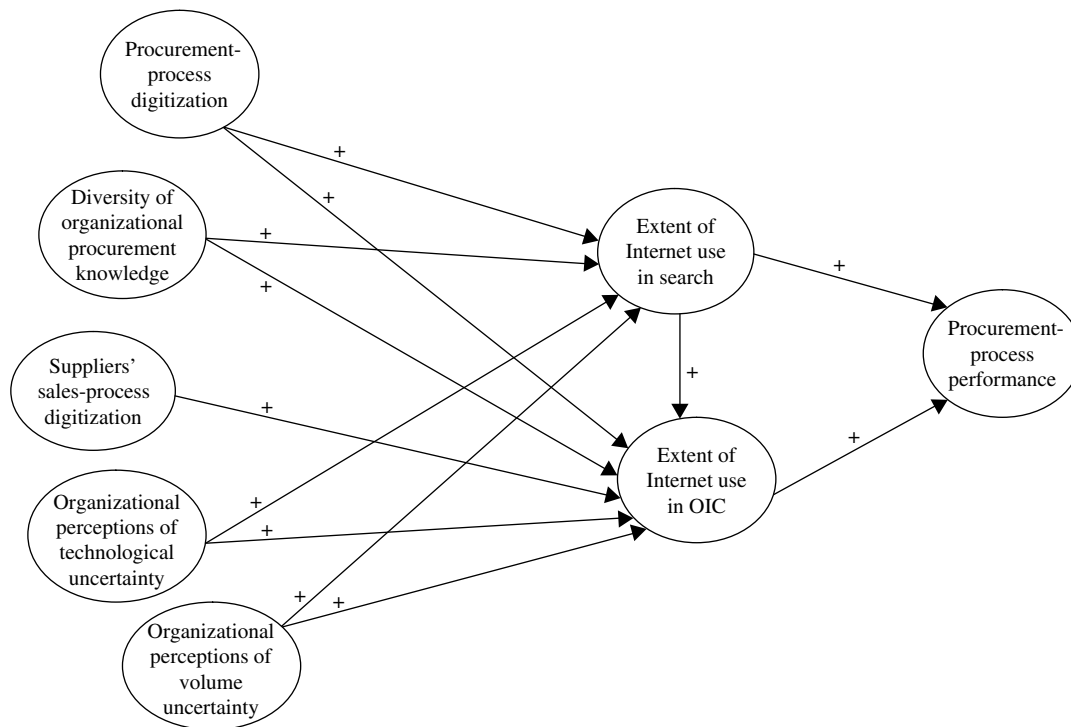 Procurement-
process
digitization
+
+
Diversity of
organizational
procurement
knowledge
+
+
Extent of
Internet use
in search
+
Procurement-
process
performance
Suppliers’
sales-process
digitization
+
+
Extent of
Internet use
in OIC
+
Organizational
perceptions of
technological
uncertainty
+
+
Organizational
perceptions of
volume
uncertainty
+
+